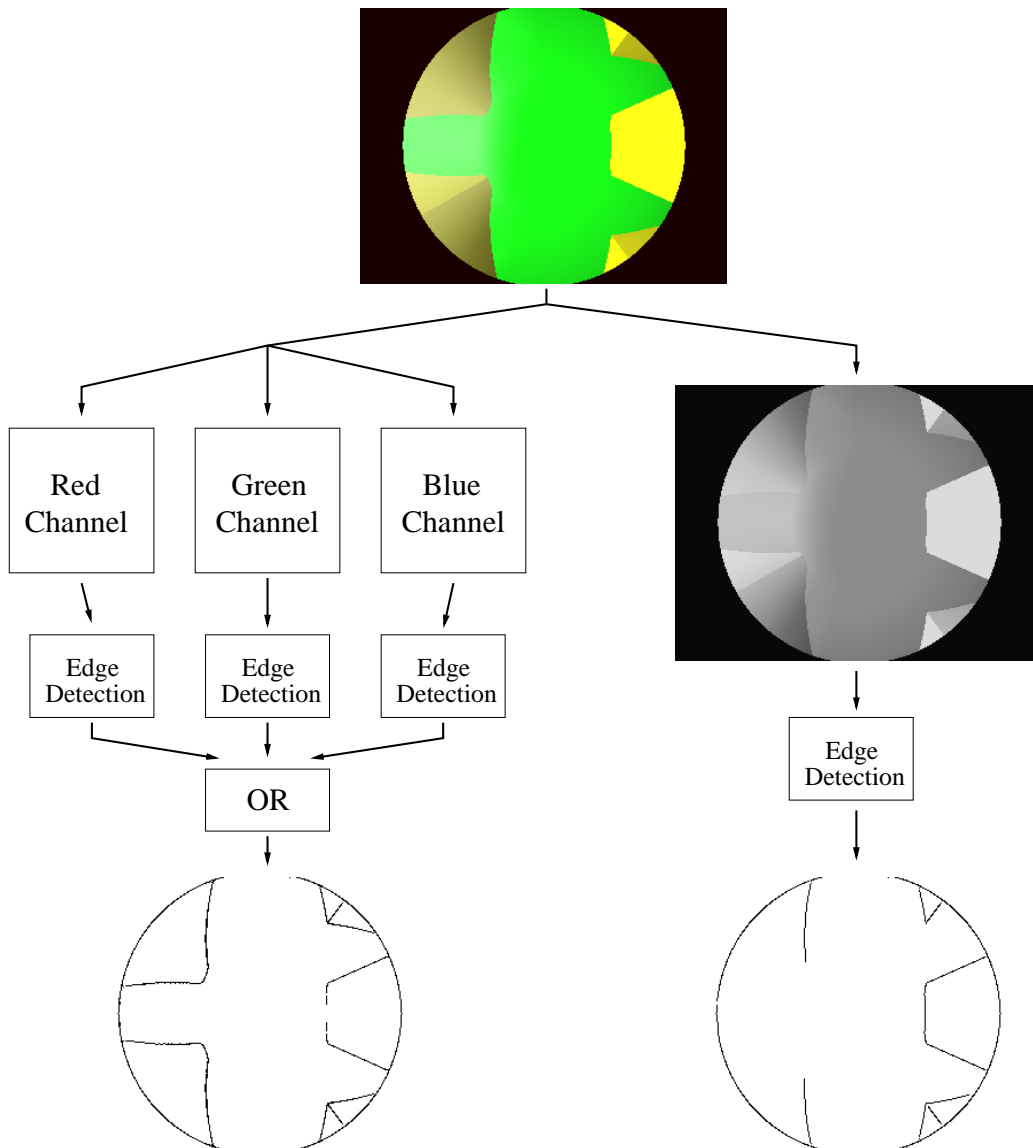 Red
Channel
Green
Channel
Blue
Channel
Edge
Detection
Edge
Detection
Edge
Detection
Edge
Detection
OR